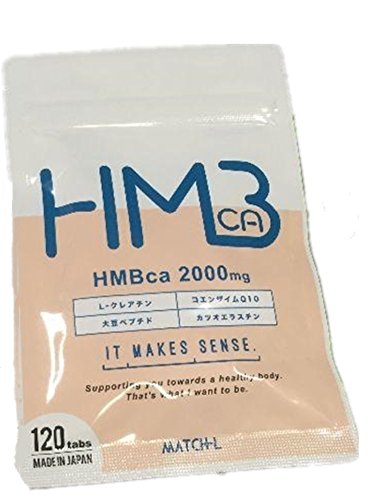 HMB
CA
HMBca 2000mg
L-クレアチン
コエンザイムQ10
大豆ペプチド
カツオエラスチン
IT MAKES SENSE.
Supporting you towards a healthy body.
That's what I want to be.
120tabs
MADE IN JAPAN
MATCH-L